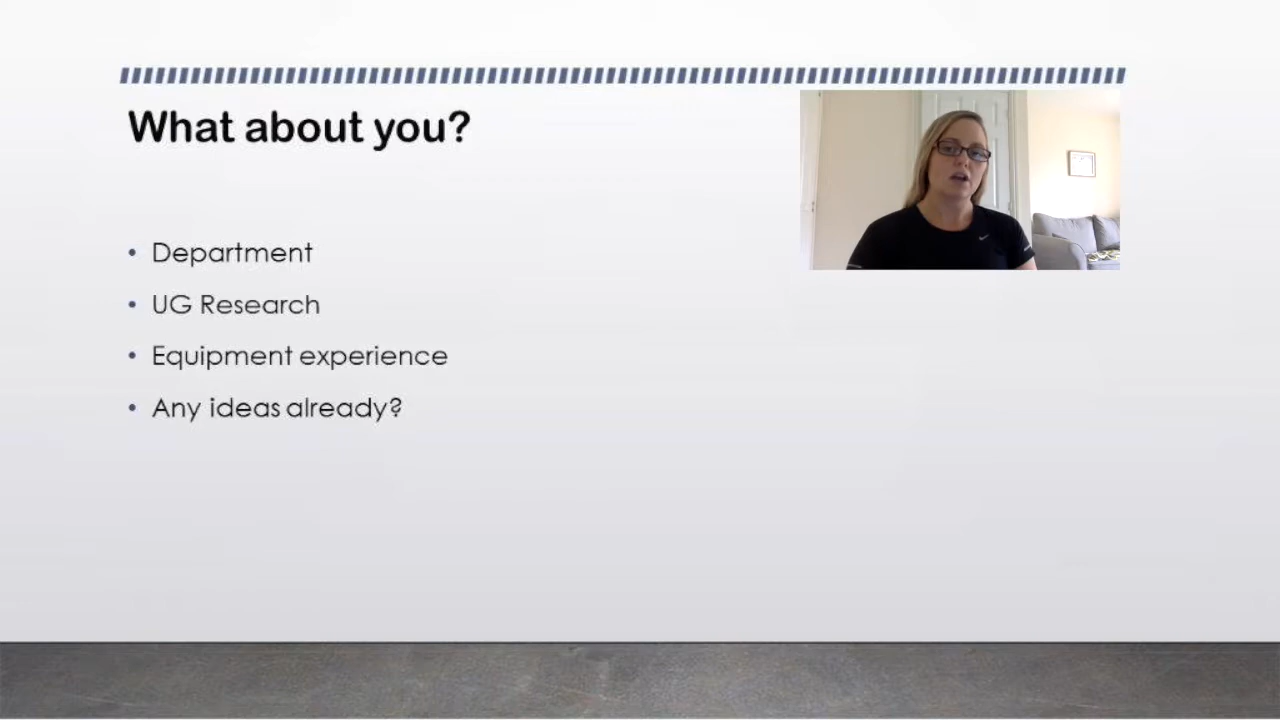 What about you?
• Department
• UG Research
• Equipment experience
• Any ideas already?